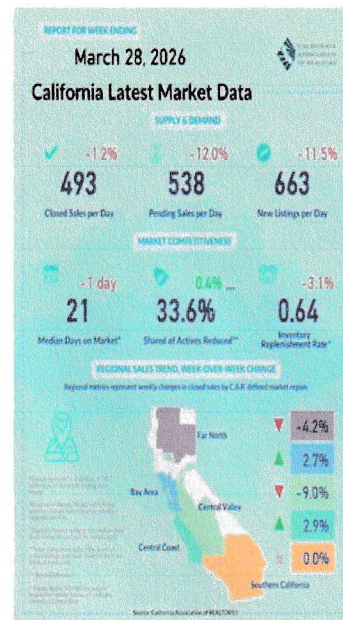 REPORT FOR WEEK ENDING
March 28, 2026
CALIFORNIA
ASSOCIATION
OF REALTORS
California Latest Market Data
SUPPLY & DEMAND
-1.2%
-12.0%
-11.5%
493
538
663
Closed Sales per Day
Pending Sales per Day
New Listings per Day
MARKET COMPETITIVENESS
-1 day
0.4%
-3.1%
21
33.6%
0.64
Median Days on Market*
Shared of Actives Reduced**
Inventory
Replenishment Rate*
REGIONAL SALES TREND, WEEK-OVER-WEEK CHANGE
Regional metrics represent weekly changes in closed sales by C.A.R. defined market region
Far North
-4.2%
2.7%
Bay Area
Central Valley
-9.0%
Central Coast
2.9%
0.0%
Southern California
Source: California Association of REALTORS®